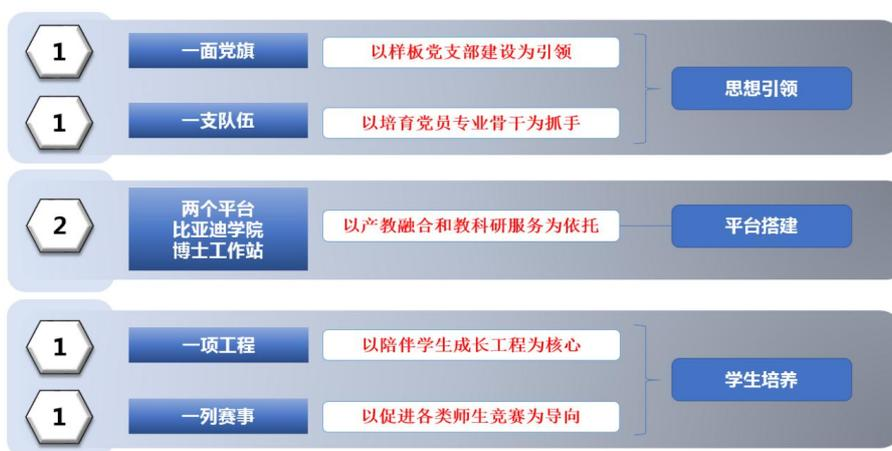 1
一面党旗
以样板党支部建设为引领
1
一支队伍
以培育党员专业骨干为抓手
思想引领
2
两个平台
比亚迪学院
博士工作站
以产教融合和教科研服务为依托
平台搭建
1
一项工程
以陪伴学生成长工程为核心
1
一列赛事
以促进各类师生竞赛为导向
学生培养